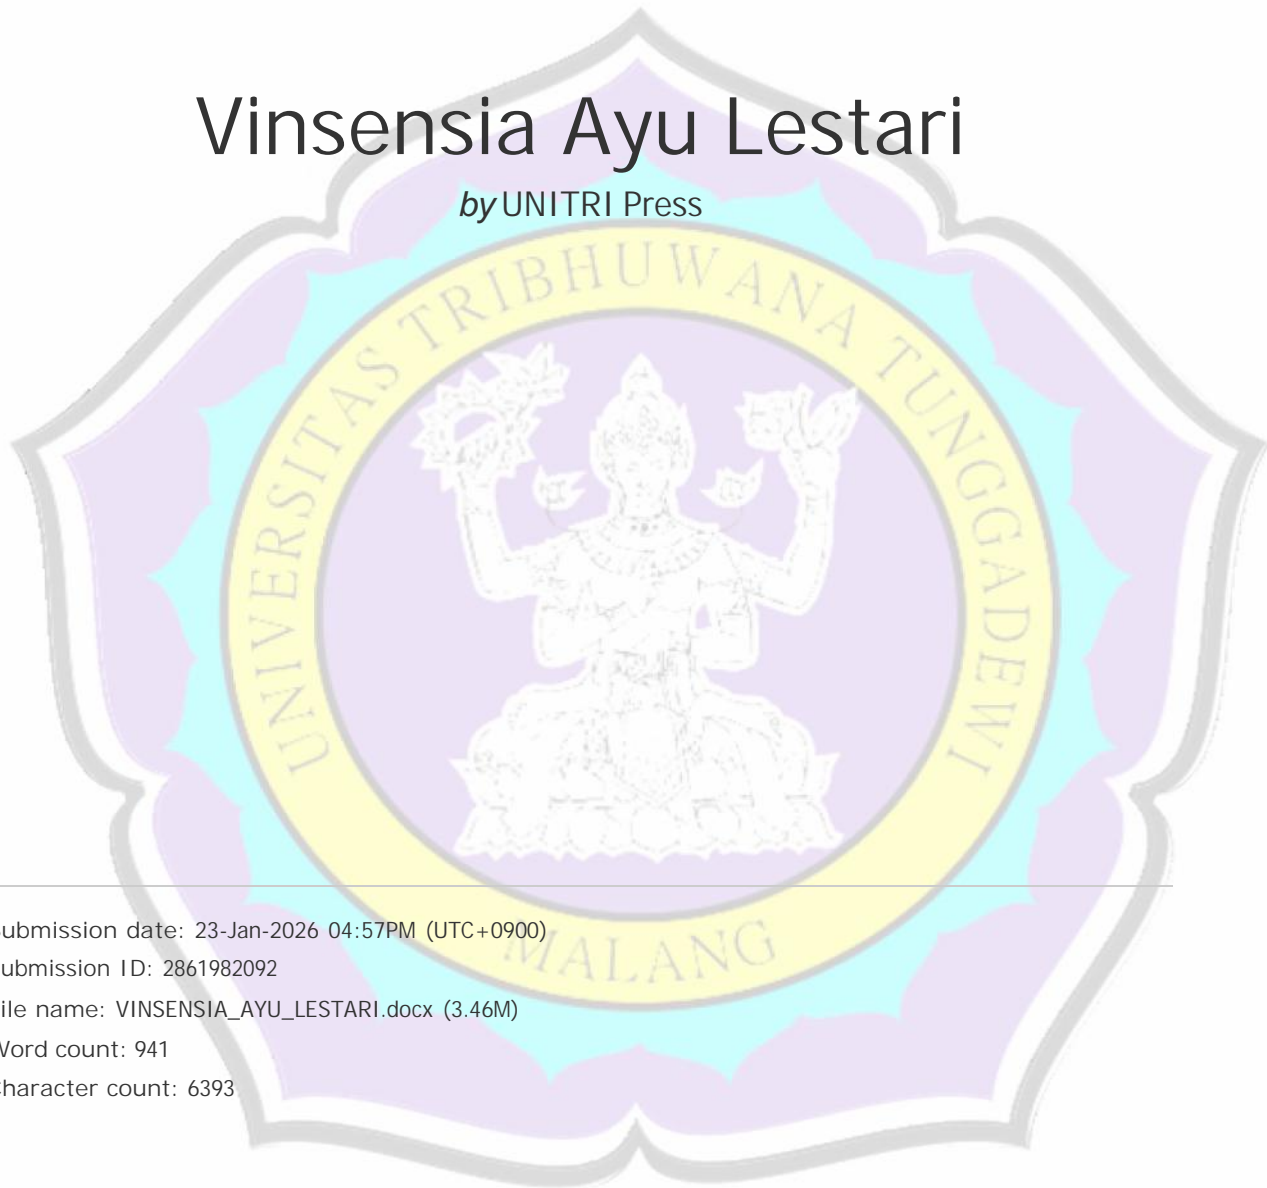 Vinsensia Ayu Lestari
by UNITRI Press
UNIVERSITAS TRIBHUWANA TUNGGADEWI
MALANG
ubmission date: 23-Jan-2026 04:57PM (UTC+0900)
ubmission ID: 2861982092
ile name: VINSENSIA_AYU_LESTARI.docx (3.46M)
Word count: 941
haracter count: 6393